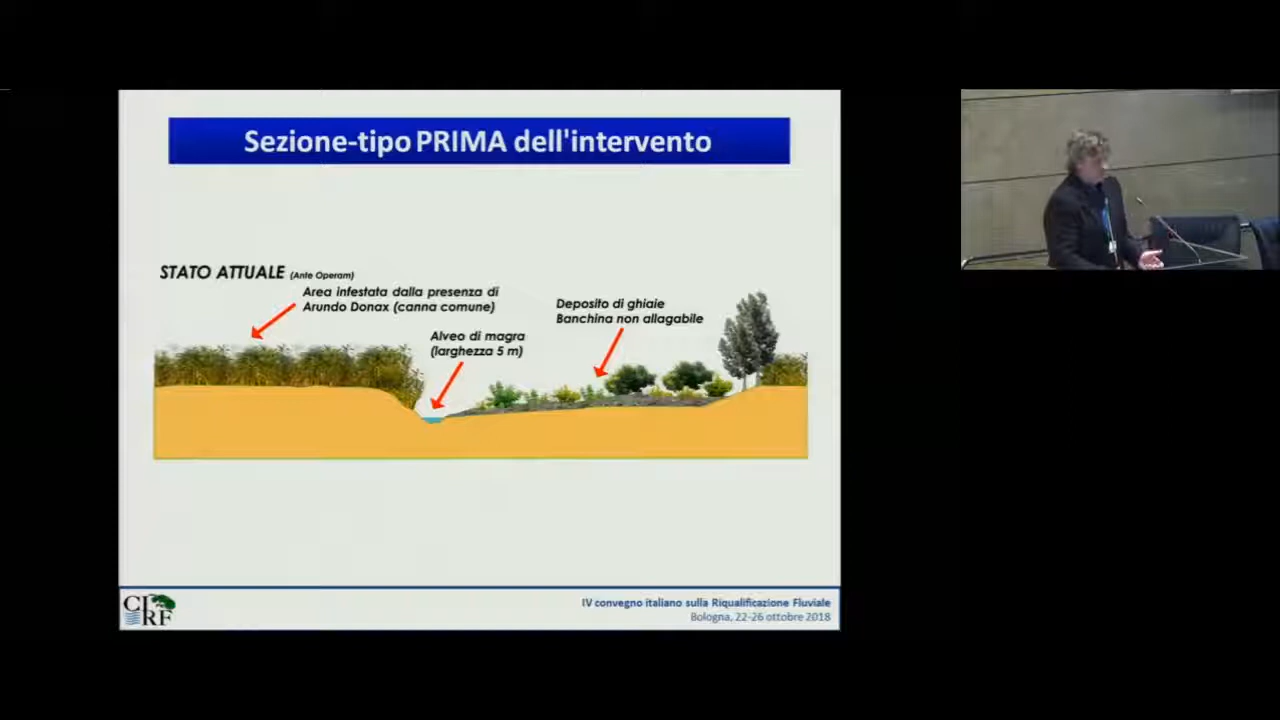 Sezione-tipo PRIMA dell'intervento
STATO ATTUALE (Ante Operam)
Area infestata dalla presenza di
Arundo Donax (canna comune)
Deposito di ghiaie
Banchina non allagabile
Alveo di magra
(larghezza 5 m)
CIRF
IV convegno italiano sulla Riqualificazione Fluviale
Bologna, 22-26 ottobre 2018